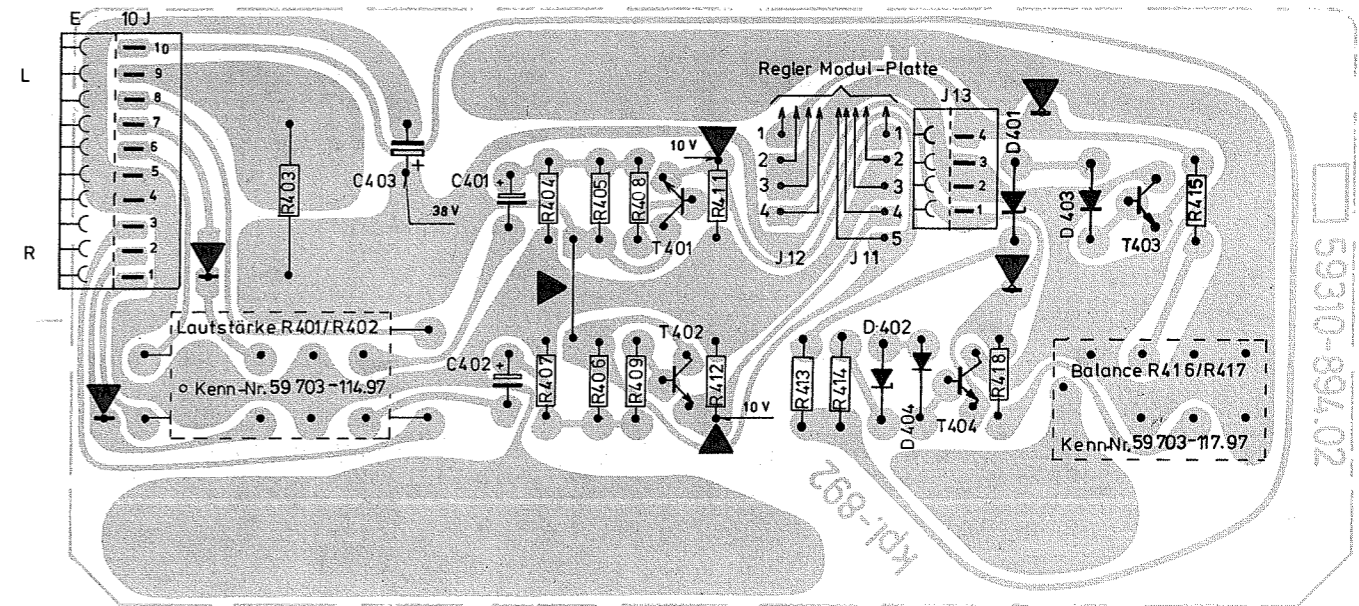 E
10 J
L
R
10
9
8
7
6
5
4
3
2
1
R403
C403
+
38 V
C401 +
R404
R405
R408
T401
10 V
R411
Regler Modul-Platte
1
2
3
4
1
2
3
4
5
J12
J11
J13
4
3
2
1
D401
D403
T403
R415
59310-894.02
Lautstärke R401/R402
Kenn-Nr. 59 703-114.97
C402 +
R407
R406
R409
T402
R412
10 V
R413
R414
D402
D404
T404
R418
Balance R416/R417
Kenn-Nr. 59 703-117.97
Kpl.-892